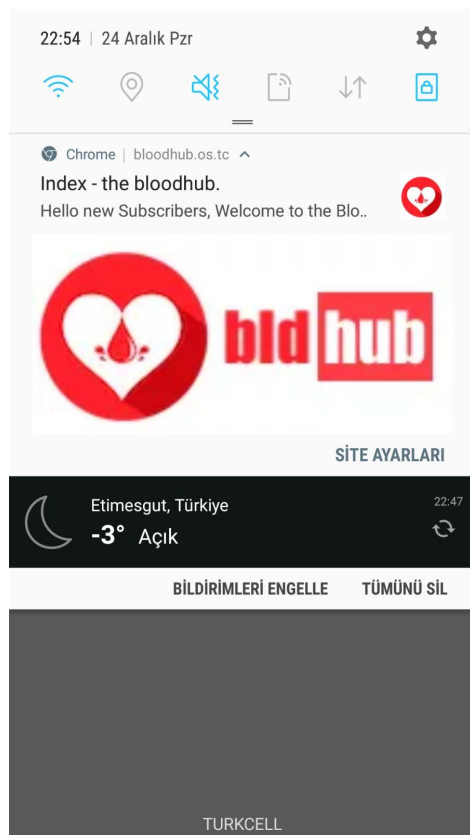 22:54 | 24 Aralık Pzr
Chrome | bloodhub.os.tc
Index - the bloodhub.
Hello new Subscribers, Welcome to the Blo..
bld hub
SİTE AYARLARI
Etimesgut, Türkiye
22:47
-3° Açık
BİLDİRİMLERİ ENGELLE TÜMÜNÜ SİL
TURKCELL